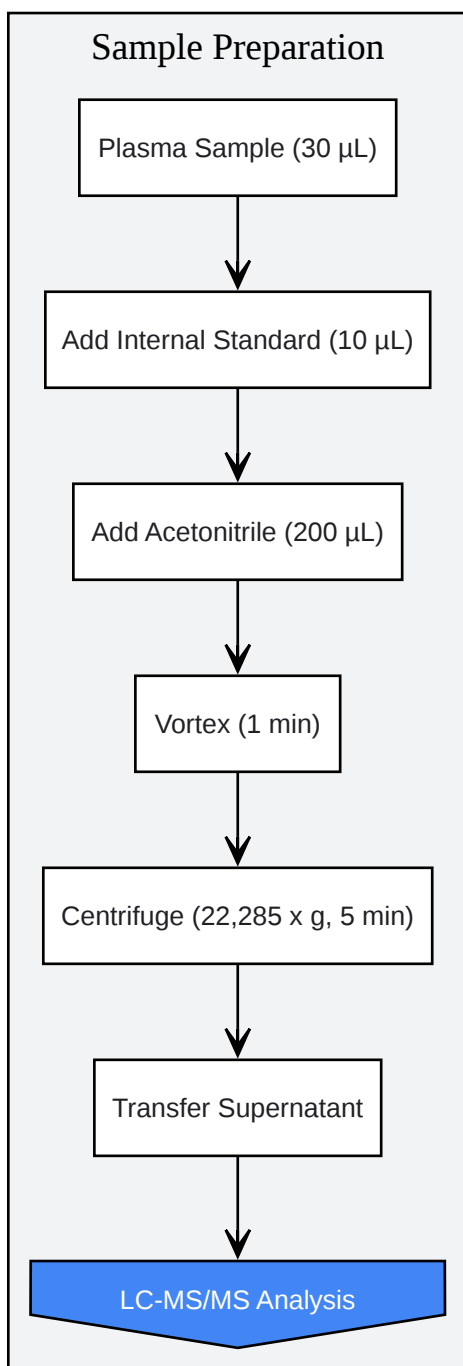 Sample Preparation
Plasma Sample (30 µL)
Add Internal Standard (10 µL)
Add Acetonitrile (200 µL)
Vortex (1 min)
Centrifuge (22,285 x g, 5 min)
Transfer Supernatant
LC-MS/MS Analysis